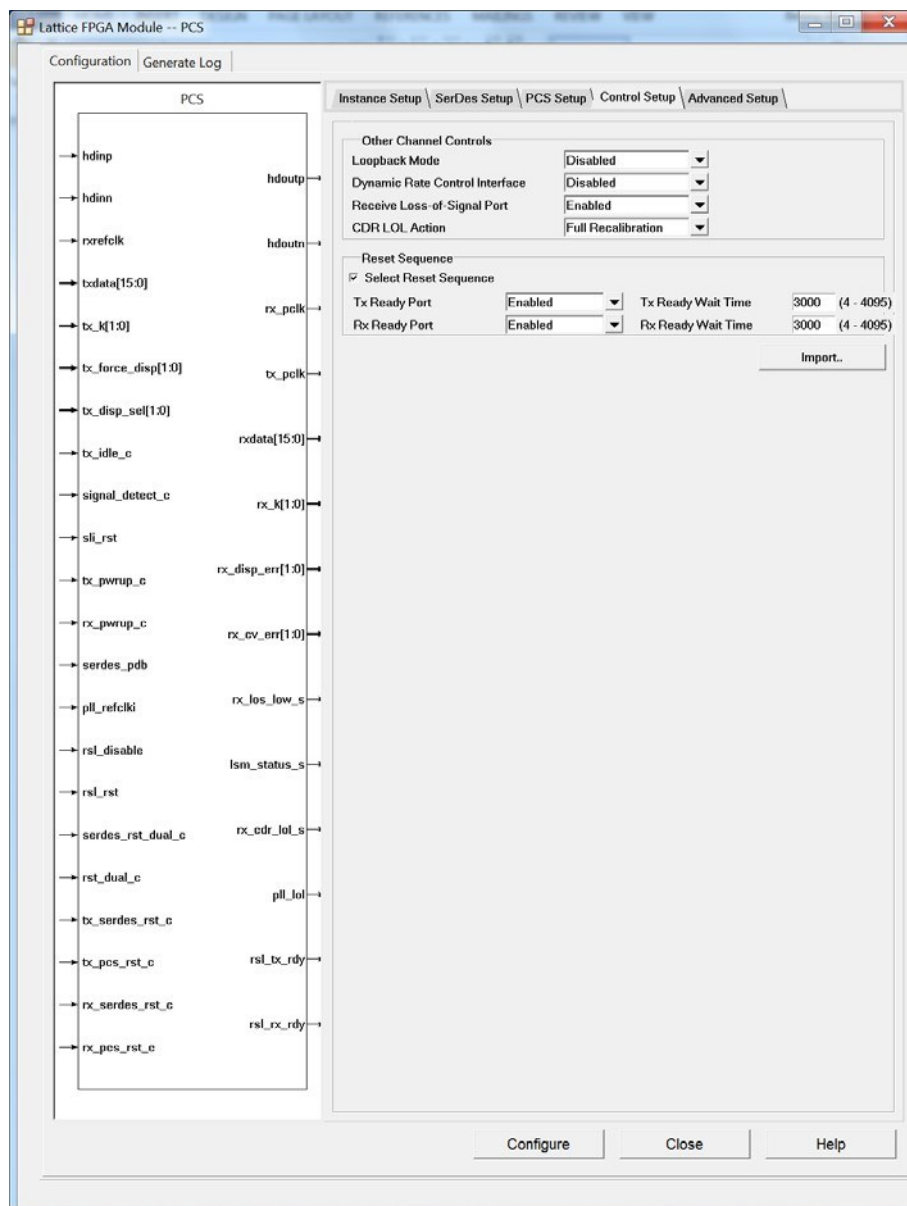 Lattice FPGA Module -- PCS
Configuration Generate Log
PCS
hdinp
hdinn
rxrefclk
txdata[15:0]
tx_k[1:0]
tx_force_disp[1:0]
tx_disp_sel[1:0]
tx_idle_c
signal_detect_c
sli_rst
tx_pwrup_c
rx_pwrup_c
serdes_pdb
pll_refclki
rsl_disable
rsl_rst
serdes_rst_dual_c
rst_dual_c
tx_serdes_rst_c
tx_pcs_rst_c
rx_serdes_rst_c
rx_pcs_rst_c
hdoutp
hdoutn
rx_pclk
tx_pclk
rxdata[15:0]
rx_k[1:0]
rx_disp_err[1:0]
rx_cv_err[1:0]
rx_los_low_s
lsm_status_s
rx_cdr_lol_s
pll_lol
rsl_tx_rdy
rsl_rx_rdy
Instance Setup SerDes Setup PCS Setup Control Setup Advanced Setup
Other Channel Controls
Loopback Mode Disabled
Dynamic Rate Control Interface Disabled
Receive Loss-of-Signal Port Enabled
CDR LOL Action Full Recalibration
Reset Sequence
Select Reset Sequence
Tx Ready Port Enabled Tx Ready Wait Time 3000 (4 - 4095)
Rx Ready Port Enabled Rx Ready Wait Time 3000 (4 - 4095)
Import..
Configure Close Help